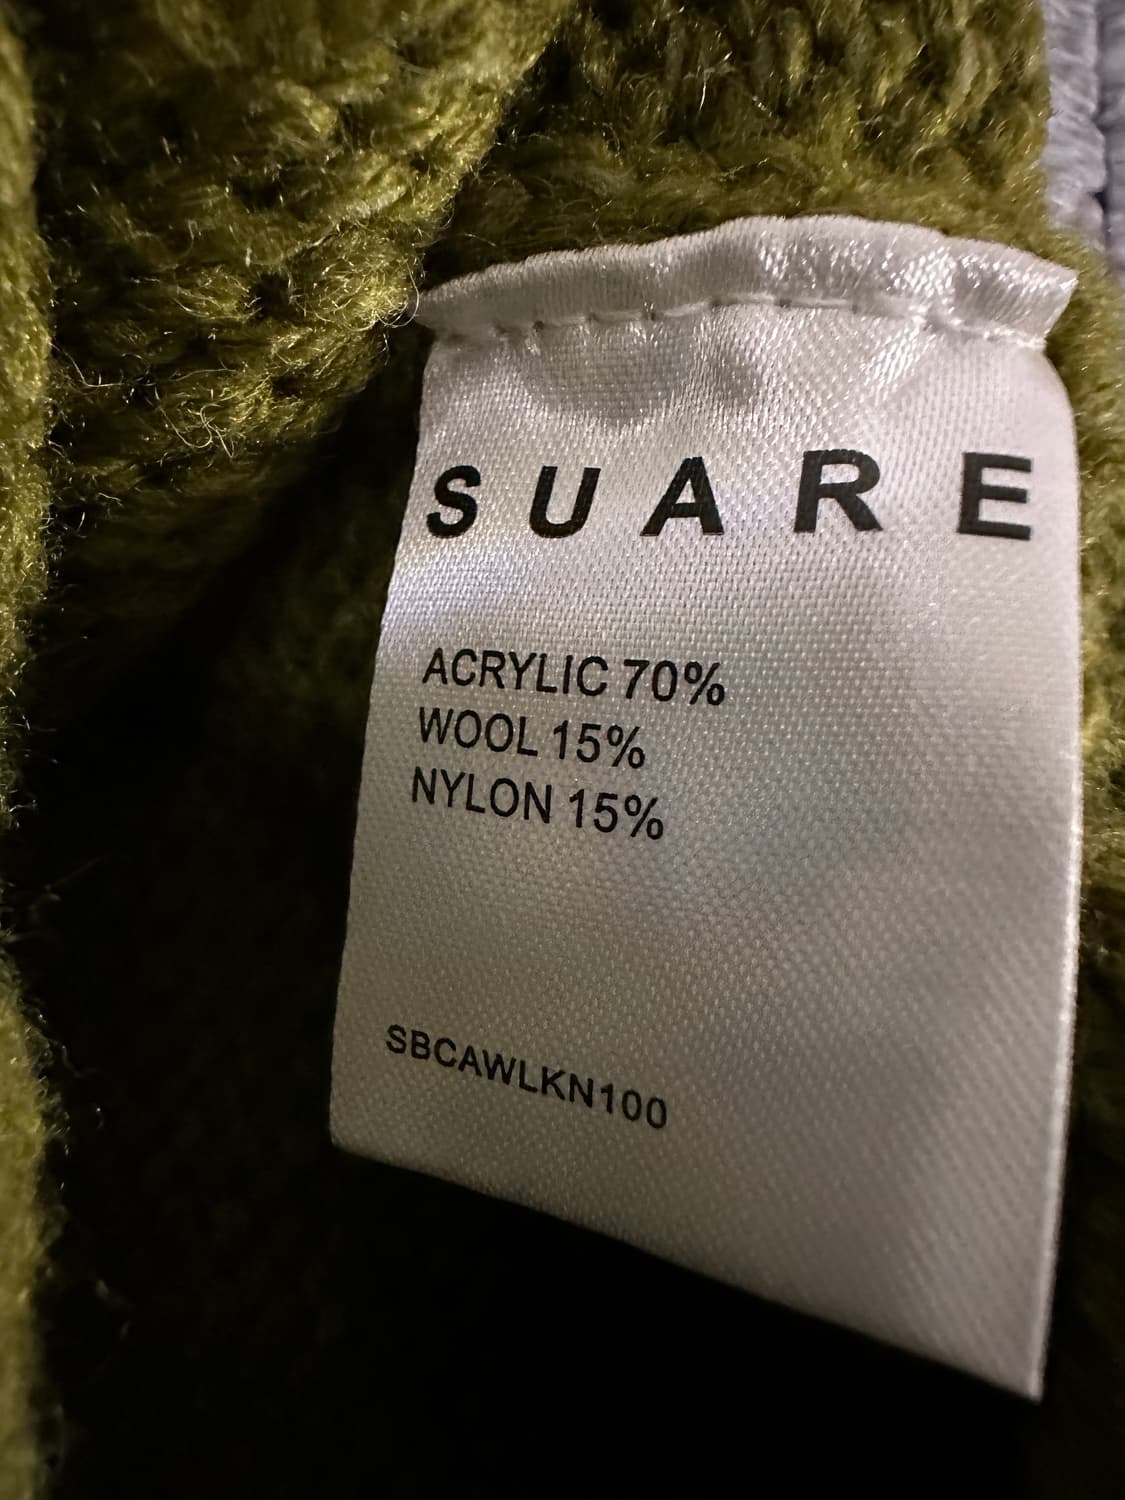 SUARE
ACRYLIC 70%
WOOL 15%
NYLON 15%
SBCAWLKN100